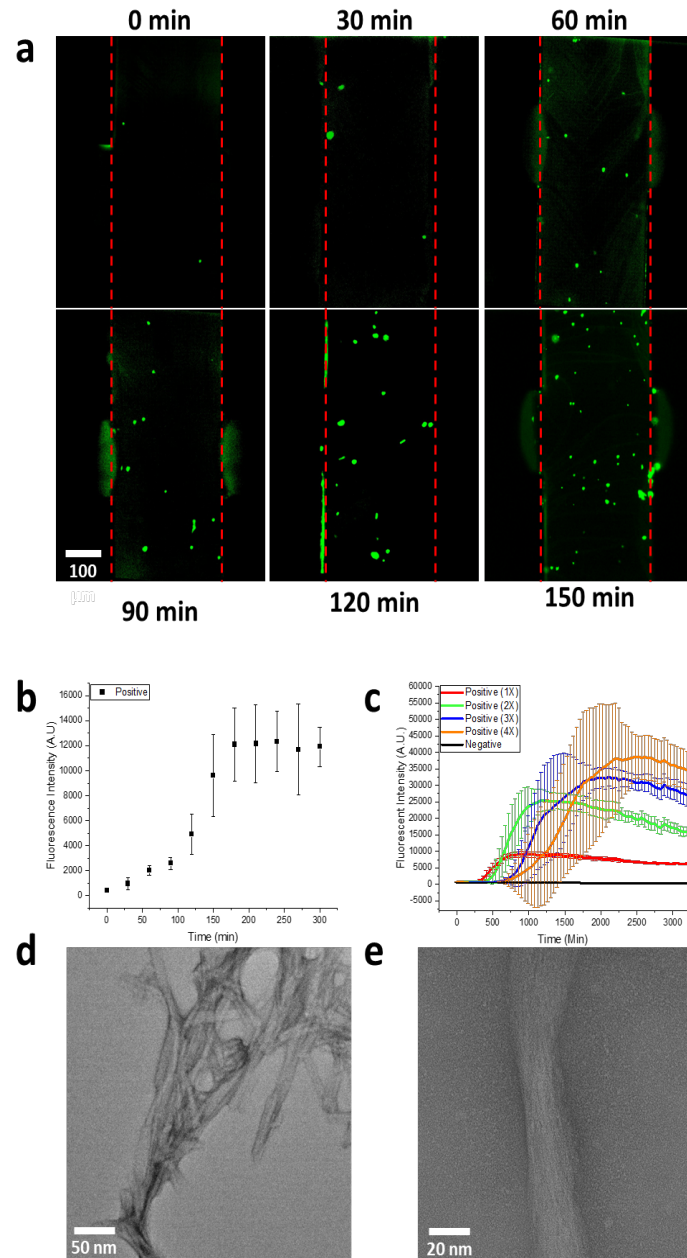 0 min
30 min
60 min
a
100
µm
90 min
120 min
150 min
b
Positive
16000
14000
12000
10000
8000
6000
4000
2000
0
Fluorescence Intensity (A.U)
0 50 100 150 200 250 300
Time (min)
c
Positive (1X)
Positive (2X)
Positive (3X)
Positive (4X)
Negative
60000
55000
50000
45000
40000
35000
30000
25000
20000
15000
10000
5000
0
Fluorescent Intensity (A.U.)
0 500 1000 1500 2000 2500 3000
Time (Min)
d
50 nm
e
20 nm